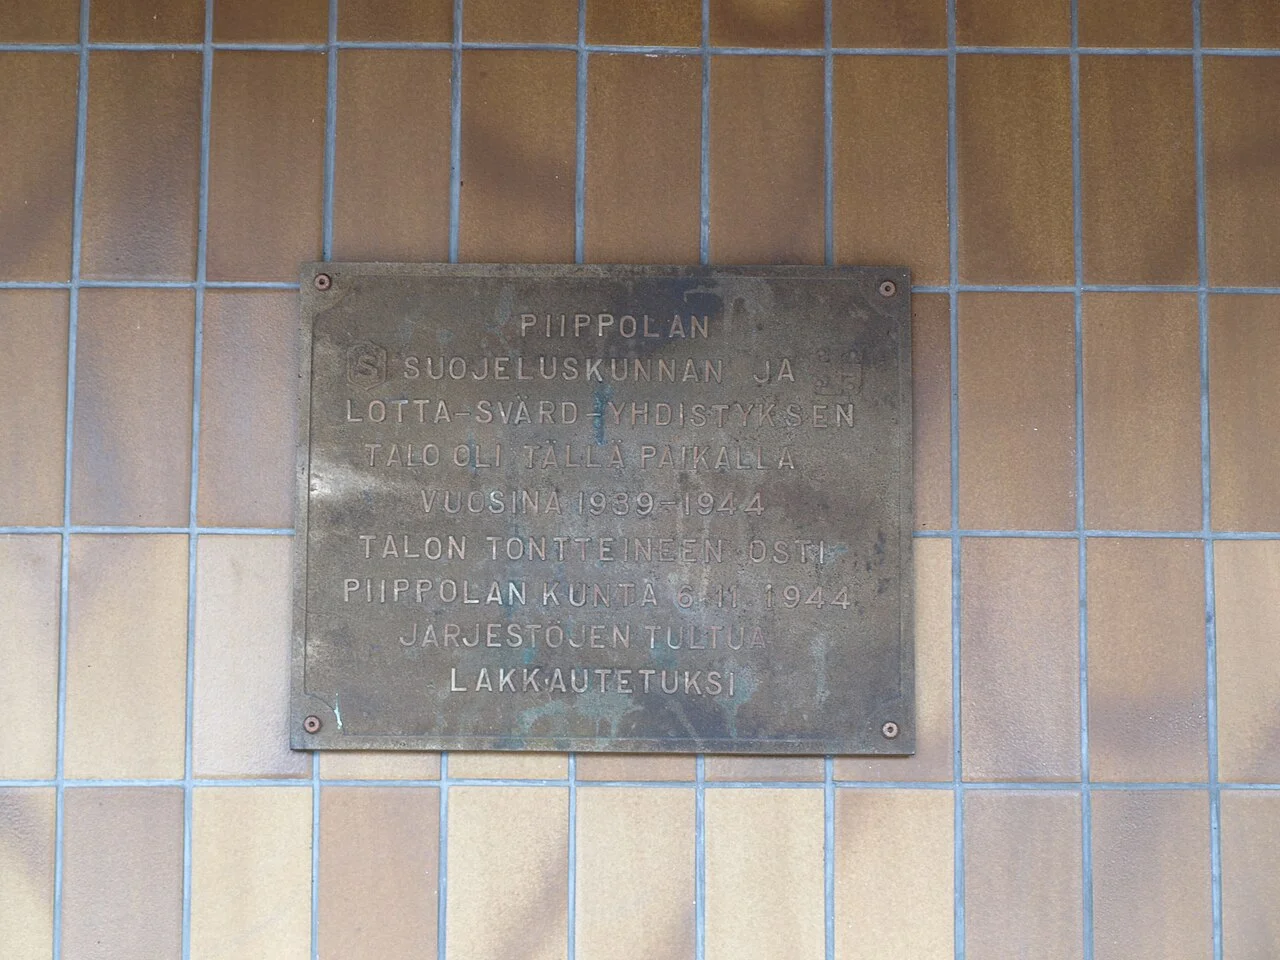 PIIPPOLAN
S SUOJELUSKUNNAN JA
LOTTA-SVÄRD-YHDISTYKSEN
TALO OLI TÄLLÄ PAIKALLA
VUOSINA 1939-1944
TALON TONTTEINEEN OSTI
PIIPPOLAN KUNTA 6.11.1944
JÄRJESTÖJEN TULTUA
LAKKAUTETUKSI